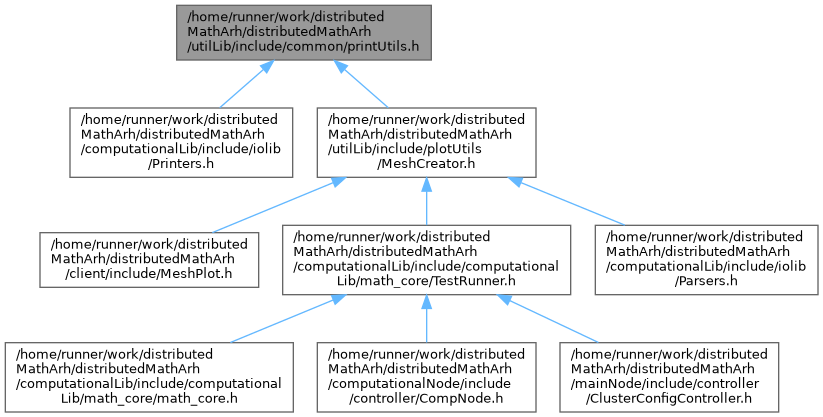 /home/runner/work/distributed
MathArh/distributedMathArh
/utilLib/include/common/printUtils.h
/home/runner/work/distributed
MathArh/distributedMathArh
/computationalLib/include/iolib
/Printers.h
/home/runner/work/distributed
MathArh/distributedMathArh
/utilLib/include/plotUtils
/MeshCreator.h
/home/runner/work/distributed
MathArh/distributedMathArh
/client/include/MeshPlot.h
/home/runner/work/distributed
MathArh/distributedMathArh
/computationalLib/include/computational
Lib/math_core/TestRunner.h
/home/runner/work/distributed
MathArh/distributedMathArh
/computationalLib/include/iolib
/Parsers.h
/home/runner/work/distributed
MathArh/distributedMathArh
/computationalLib/include/computational
Lib/math_core/math_core.h
/home/runner/work/distributed
MathArh/distributedMathArh
/computationalNode/include
/controller/CompNode.h
/home/runner/work/distributed
MathArh/distributedMathArh
/mainNode/include/controller
/ClusterConfigController.h